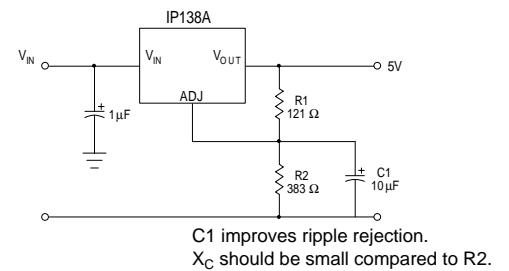 IP138A
VIN
VIN
VOUT
5V
ADJ
+
1µF
R1
121 Ω
R2
383 Ω
+
C1
10µF
C1 improves ripple rejection.
XC should be small compared to R2.